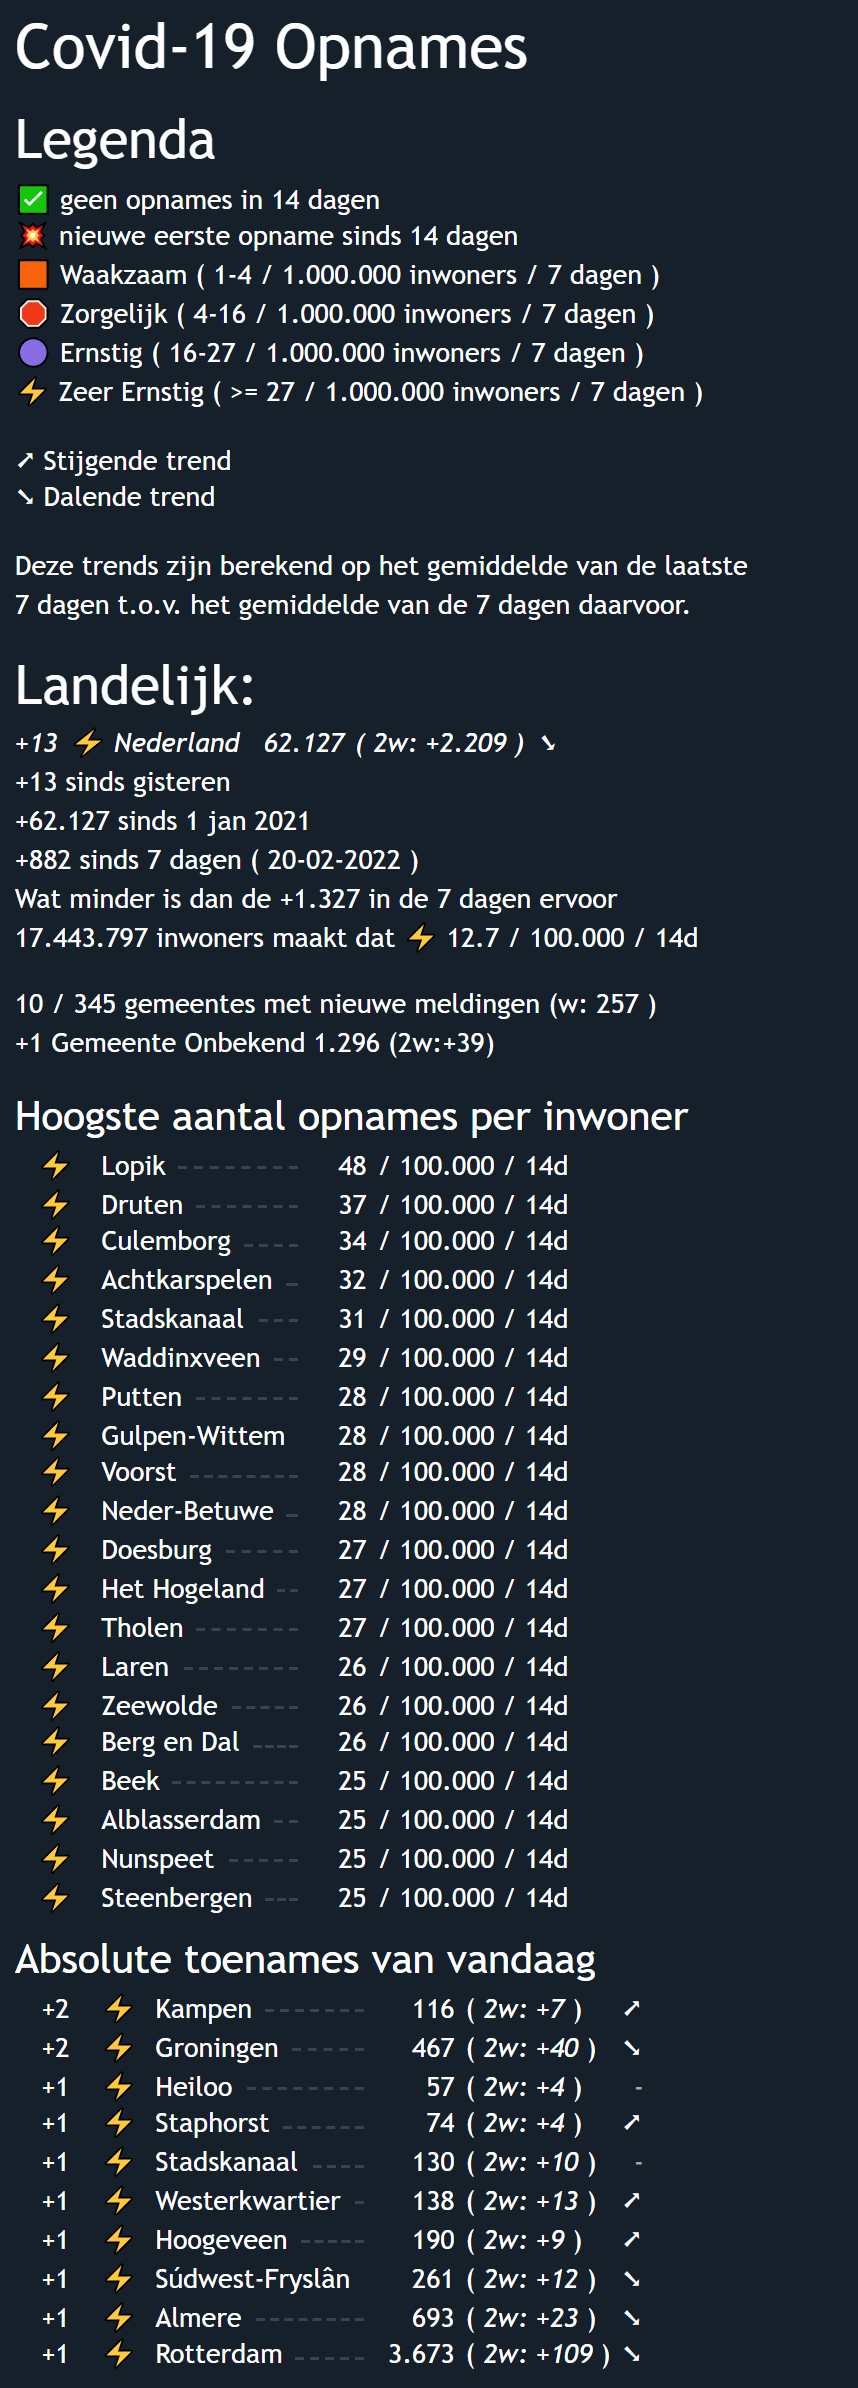 Covid-19 Opnames
Legenda
✅ geen opnames in 14 dagen
💥 nieuwe eerste opname sinds 14 dagen
🟧 Waakzaam ( 1-4 / 1.000.000 inwoners / 7 dagen )
🛑 Zorgelijk ( 4-16 / 1.000.000 inwoners / 7 dagen )
🟣 Ernstig ( 16-27 / 1.000.000 inwoners / 7 dagen )
⚡ Zeer Ernstig ( >= 27 / 1.000.000 inwoners / 7 dagen )
➚ Stijgende trend
➘ Dalende trend
Deze trends zijn berekend op het gemiddelde van de laatste
7 dagen t.o.v. het gemiddelde van de 7 dagen daarvoor.
Landelijk:
+13 ⚡ Nederland 62.127 ( 2w: +2.209 ) ➘
+13 sinds gisteren
+62.127 sinds 1 jan 2021
+882 sinds 7 dagen ( 20-02-2022 )
Wat minder is dan de +1.327 in de 7 dagen ervoor
17.443.797 inwoners maakt dat ⚡ 12.7 / 100.000 / 14d
10 / 345 gemeentes met nieuwe meldingen (w: 257 )
+1 Gemeente Onbekend 1.296 (2w:+39)
Hoogste aantal opnames per inwoner
⚡ Lopik -------- 48 / 100.000 / 14d
⚡ Druten ------- 37 / 100.000 / 14d
⚡ Culemborg ---- 34 / 100.000 / 14d
⚡ Achtkarspelen - 32 / 100.000 / 14d
⚡ Stadskanaal --- 31 / 100.000 / 14d
⚡ Waddinxveen -- 29 / 100.000 / 14d
⚡ Putten ------- 28 / 100.000 / 14d
⚡ Gulpen-Wittem 28 / 100.000 / 14d
⚡ Voorst -------- 28 / 100.000 / 14d
⚡ Neder-Betuwe - 28 / 100.000 / 14d
⚡ Doesburg ----- 27 / 100.000 / 14d
⚡ Het Hogeland -- 27 / 100.000 / 14d
⚡ Tholen ------- 27 / 100.000 / 14d
⚡ Laren -------- 26 / 100.000 / 14d
⚡ Zeewolde ----- 26 / 100.000 / 14d
⚡ Berg en Dal ---- 26 / 100.000 / 14d
⚡ Beek --------- 25 / 100.000 / 14d
⚡ Alblasserdam -- 25 / 100.000 / 14d
⚡ Nunspeet ----- 25 / 100.000 / 14d
⚡ Steenbergen --- 25 / 100.000 / 14d
Absolute toenames van vandaag
+2 ⚡ Kampen ------- 116 ( 2w: +7 ) ➚
+2 ⚡ Groningen ----- 467 ( 2w: +40 ) ➘
+1 ⚡ Heiloo -------- 57 ( 2w: +4 ) -
+1 ⚡ Staphorst ------ 74 ( 2w: +4 ) ➚
+1 ⚡ Stadskanaal ---- 130 ( 2w: +10 ) -
+1 ⚡ Westerkwartier - 138 ( 2w: +13 ) ➚
+1 ⚡ Hoogeveen ----- 190 ( 2w: +9 ) ➚
+1 ⚡ Súdwest-Fryslân 261 ( 2w: +12 ) ➘
+1 ⚡ Almere -------- 693 ( 2w: +23 ) ➘
+1 ⚡ Rotterdam ----- 3.673 ( 2w: +109 ) ➘